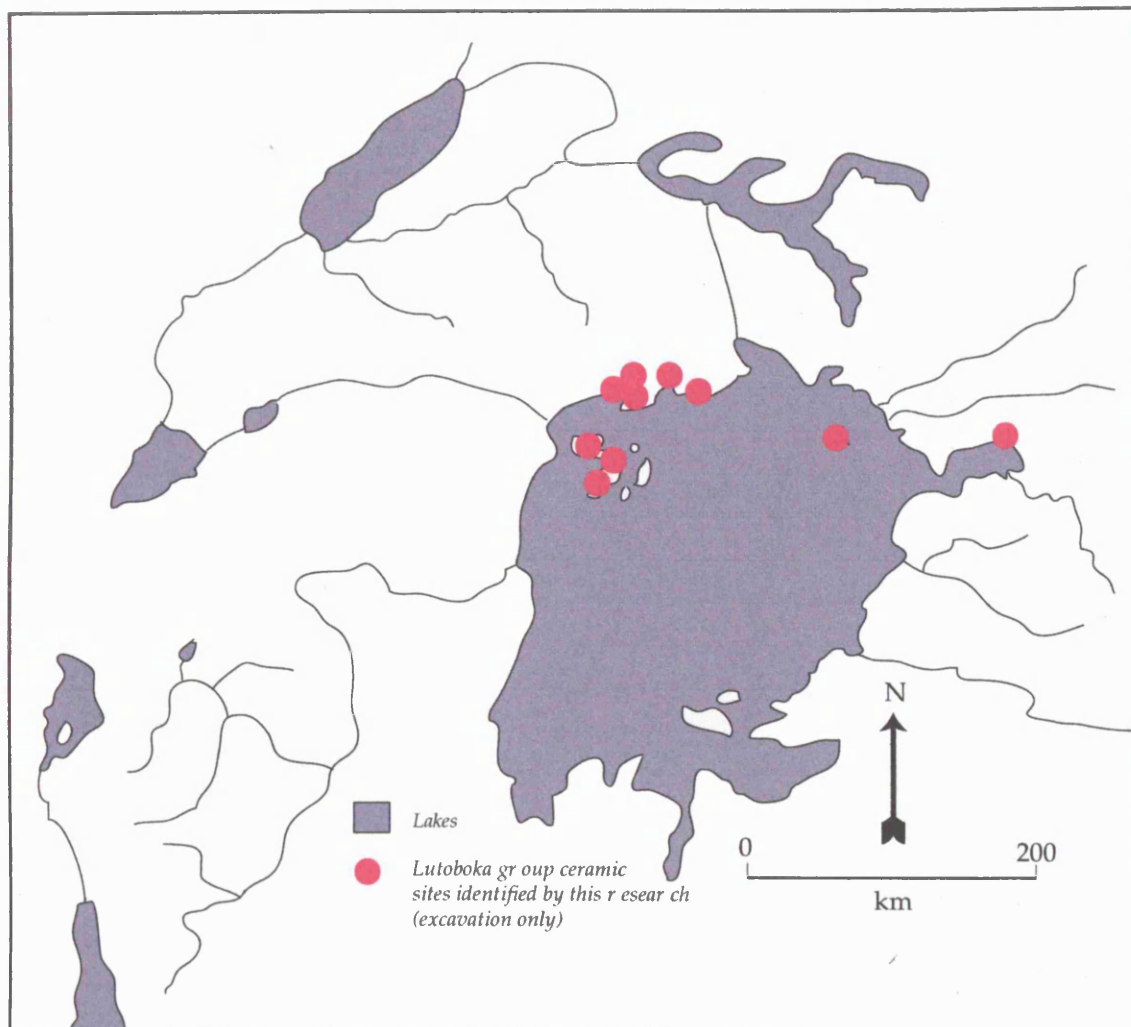 N
0 200
km
Lakes
Lutoboka gr oup ceramic
sites identified by this r esear ch
(excavation only)